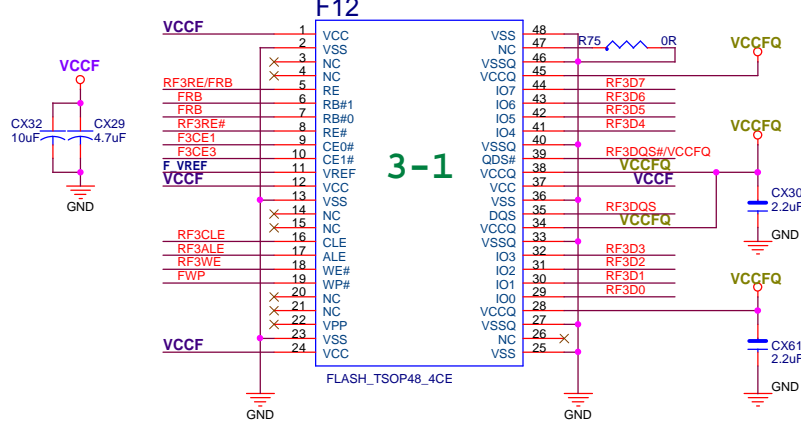 F12
VCCF 1 VCC VSS 48
2 VSS NC 47 R75 0R VCCFQ
3 NC VSSQ 46
4 NC VCCQ 45
VCCF
RF3RE/FRB 5 RE IO7 44 RF3D7
FRB 6 RB#1 IO6 43 RF3D6
FRB 7 RB#0 IO5 42 RF3D5
RF3RE# 8 RE# IO4 41 RF3D4
CX32 CX29
10uF 4.7uF
F3CE1 9 CE0# VSSQ 40
VCCFQ
F3CE3 10 CE1# QDS# 39 RF3DQS#/VCCFQ
F_VREF 11 VREF VCCQ 38 VCCFQ
VCCF 12 VCC VCC 37 VCCF
3-1
13 VSS VSS 36
CX30
2.2uF
GND
14 NC DQS 35 RF3DQS
15 NC VCCQ 34 VCCFQ
RF3CLE 16 CLE VSSQ 33
GND
RF3ALE 17 ALE IO3 32 RF3D3
RF3WE 18 WE# IO2 31 RF3D2
FWP 19 WP# IO1 30 RF3D1
20 NC IO0 29 RF3D0
VCCFQ
21 NC VCCQ 28
22 VPP VSSQ 27
23 VSS NC 26
VCCF 24 VCC VSS 25
CX61
2.2uF
FLASH_TSOP48_4CE
GND
GND GND